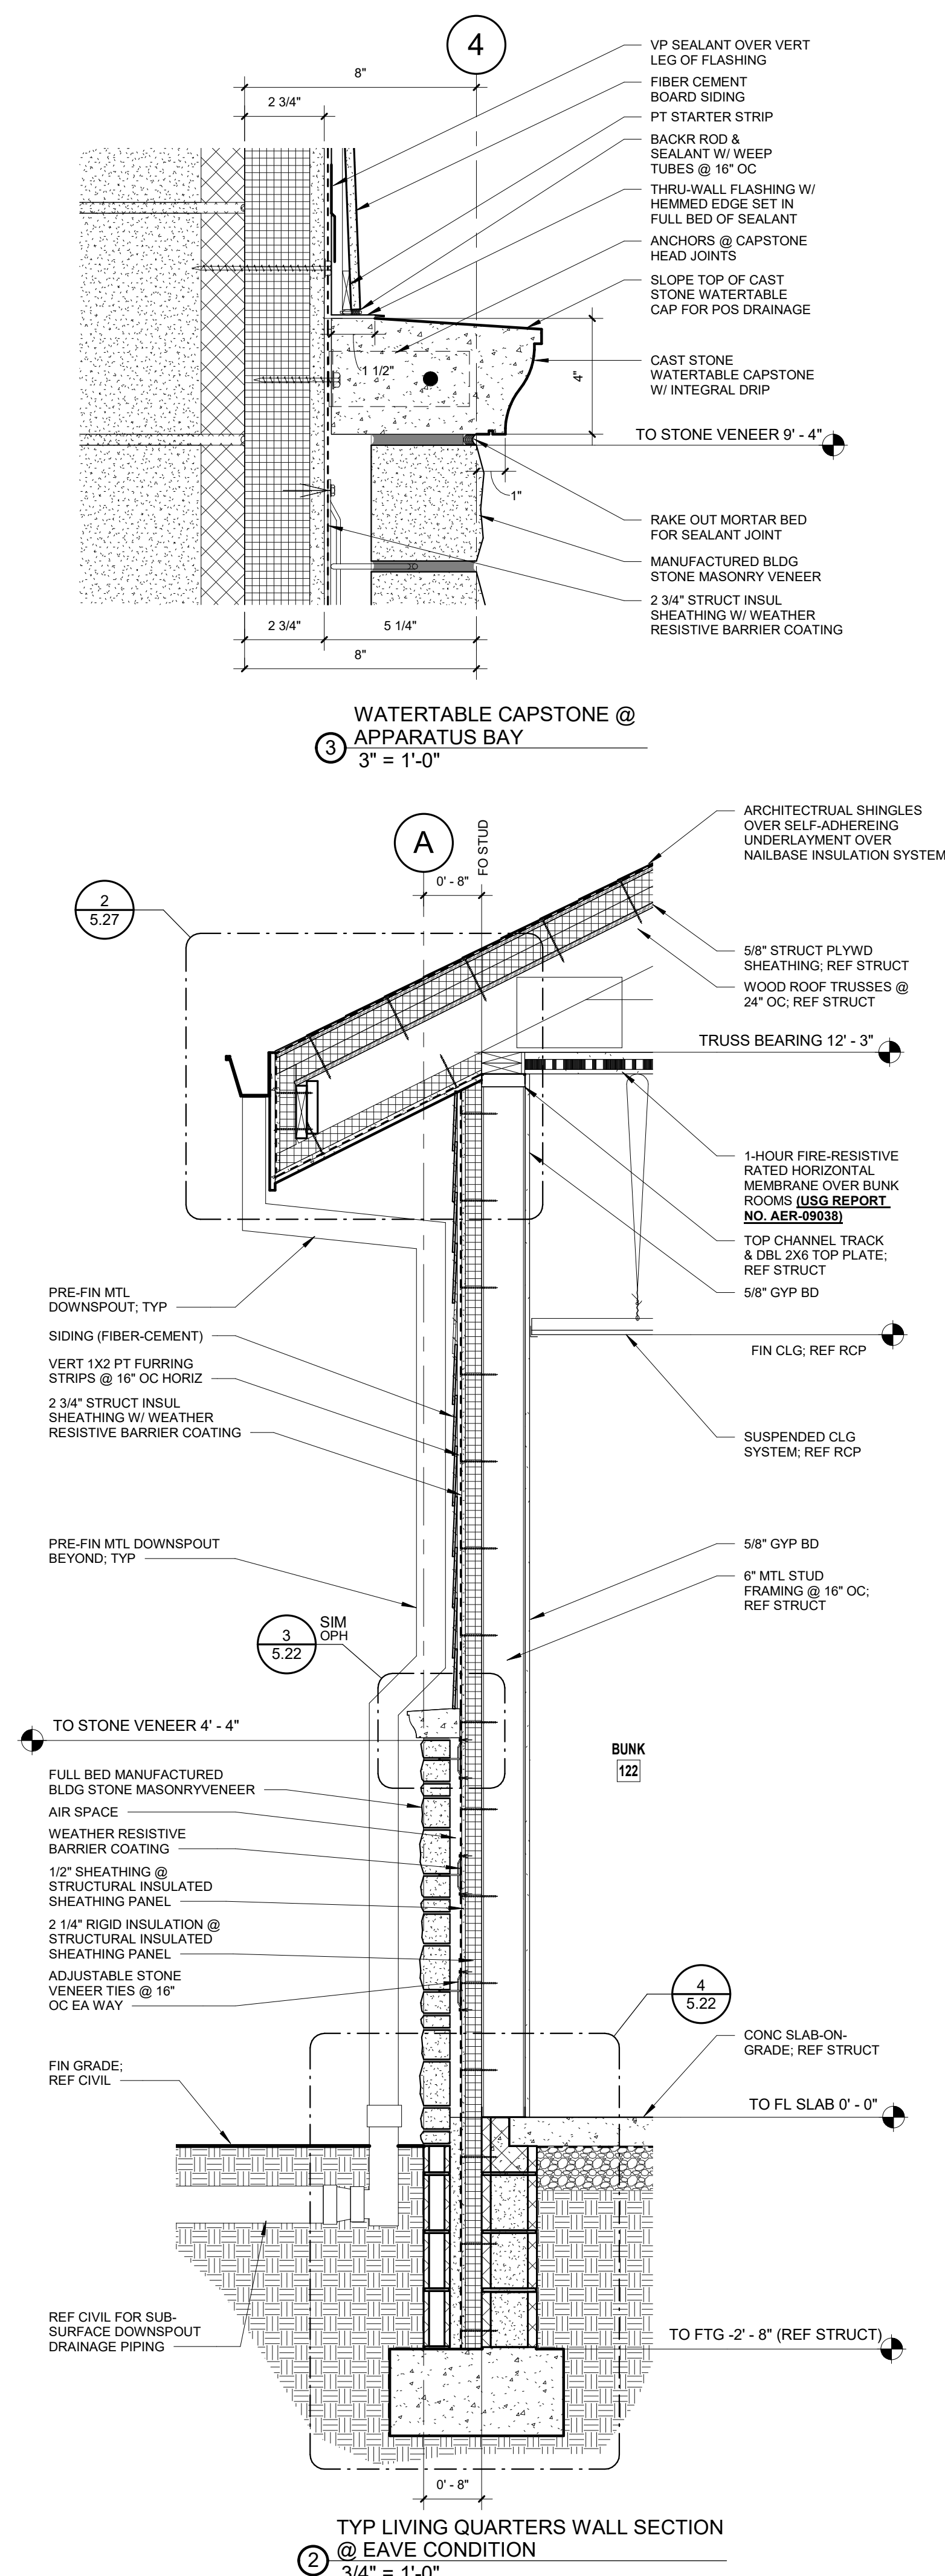 4
8"
2 3/4"
VP SEALANT OVER VERT
LEG OF FLASHING
FIBER CEMENT
BOARD SIDING
PT STARTER STRIP
BACKR ROD &
SEALANT W/ WEEP
TUBES @ 16" OC
THRU-WALL FLASHING W/
HEMMED EDGE SET IN
FULL BED OF SEALANT
ANCHORS @ CAPSTONE
HEAD JOINTS
SLOPE TOP OF CAST
STONE WATERTABLE
CAP FOR POS DRAINAGE
1 1/2"
4"
CAST STONE
WATERTABLE CAPSTONE
W/ INTEGRAL DRIP
TO STONE VENEER 9' - 4"
1"
RAKE OUT MORTAR BED
FOR SEALANT JOINT
MANUFACTURED BLDG
STONE MASONRY VENEER
2 3/4" STRUCT INSUL
SHEATHING W/ WEATHER
RESISTIVE BARRIER COATING
2 3/4"
5 1/4"
8"
WATERTABLE CAPSTONE @
3 APPARATUS BAY
3" = 1'-0"
A
FO STUD
0' - 8"
2
5.27
ARCHITECTRUAL SHINGLES
OVER SELF-ADHEREING
UNDERLAYMENT OVER
NAILBASE INSULATION SYSTEM
5/8" STRUCT PLYWD
SHEATHING; REF STRUCT
WOOD ROOF TRUSSES @
24" OC; REF STRUCT
TRUSS BEARING 12' - 3"
1-HOUR FIRE-RESISTIVE
RATED HORIZONTAL
MEMBRANE OVER BUNK
ROOMS (USG REPORT
NO. AER-09038)
TOP CHANNEL TRACK
& DBL 2X6 TOP PLATE;
REF STRUCT
5/8" GYP BD
PRE-FIN MTL
DOWNSPOUT; TYP
SIDING (FIBER-CEMENT)
VERT 1X2 PT FURRING
STRIPS @ 16" OC HORIZ
2 3/4" STRUCT INSUL
SHEATHING W/ WEATHER
RESISTIVE BARRIER COATING
FIN CLG; REF RCP
SUSPENDED CLG
SYSTEM; REF RCP
PRE-FIN MTL DOWNSPOUT
BEYOND; TYP
5/8" GYP BD
6" MTL STUD
FRAMING @ 16" OC;
REF STRUCT
3
5.22
SIM
OPH
TO STONE VENEER 4' - 4"
BUNK
122
FULL BED MANUFACTURED
BLDG STONE MASONRYVENEER
AIR SPACE
WEATHER RESISTIVE
BARRIER COATING
1/2" SHEATHING @
STRUCTURAL INSULATED
SHEATHING PANEL
2 1/4" RIGID INSULATION @
STRUCTURAL INSULATED
SHEATHING PANEL
ADJUSTABLE STONE
VENEER TIES @ 16"
OC EA WAY
4
5.22
CONC SLAB-ON-
GRADE; REF STRUCT
FIN GRADE;
REF CIVIL
TO FL SLAB 0' - 0"
REF CIVIL FOR SUB-
SURFACE DOWNSPOUT
DRAINAGE PIPING
TO FTG -2' - 8" (REF STRUCT)
0' - 8"
TYP LIVING QUARTERS WALL SECTION
2 @ EAVE CONDITION
3/4" = 1'-0"